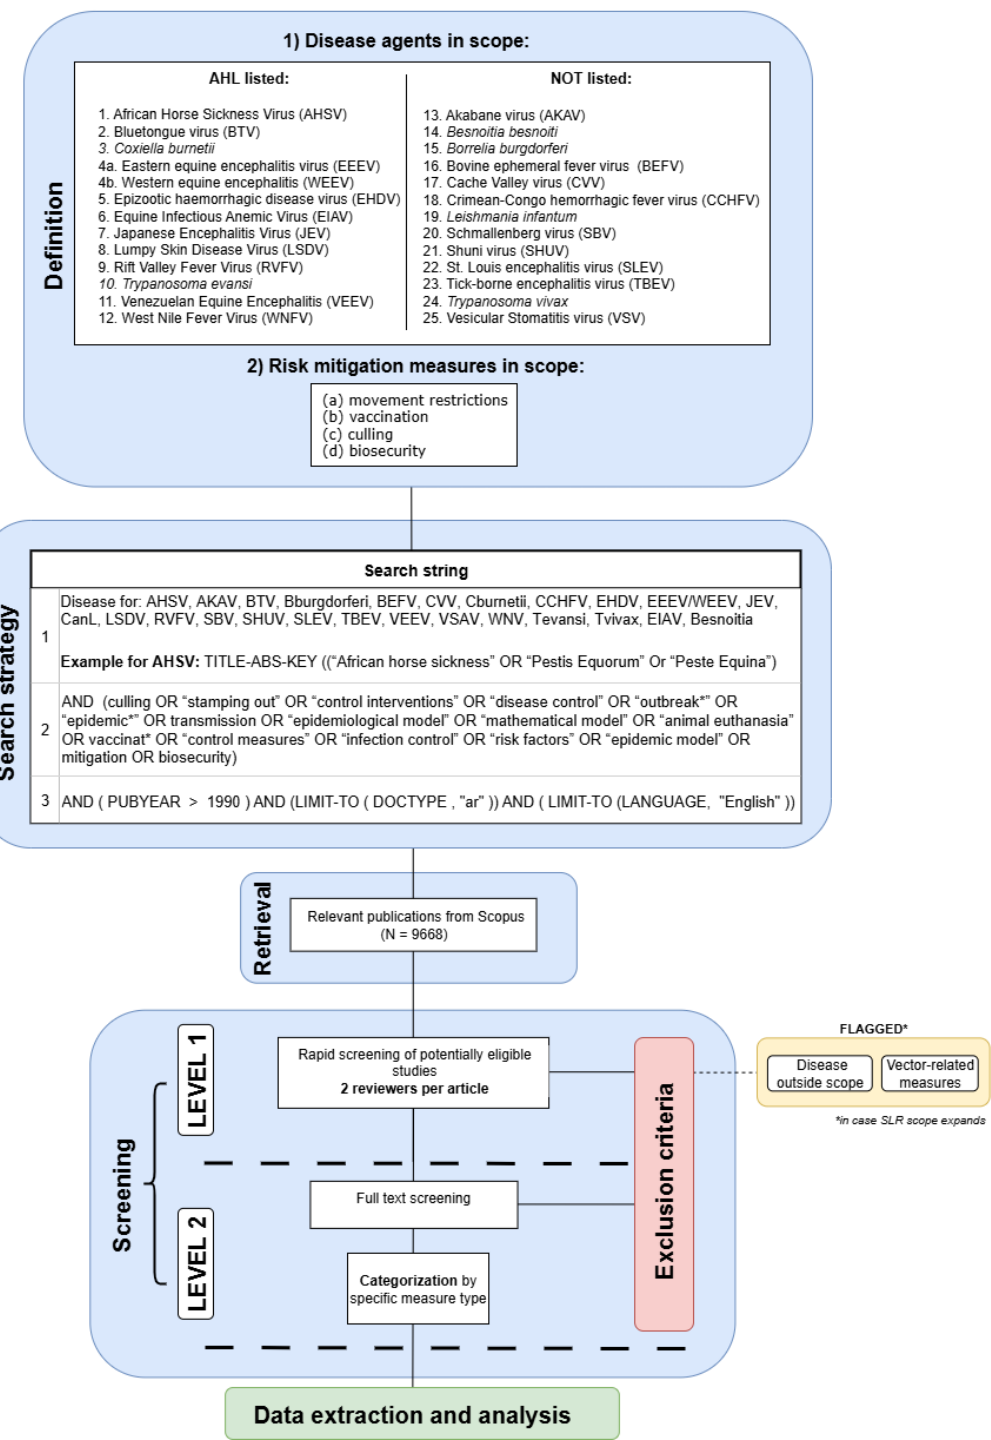 1) Disease agents in scope:
AHL listed:
1. African Horse Sickness Virus (AHSV)
2. Bluetongue virus (BTV)
3. Coxiella burnetii
4a. Eastern equine encephalitis virus (EEEV)
4b. Western equine encephalitis (WEEV)
5. Epizootic haemorrhagic disease virus (EHDV)
6. Equine Infectious Anemic Virus (EIAV)
7. Japanese Encephalitis Virus (JEV)
8. Lumpy Skin Disease Virus (LSDV)
9. Rift Valley Fever Virus (RVFV)
10. Trypanosoma evansi
11. Venezuelan Equine Encephalitis (VEEV)
12. West Nile Fever Virus (WNFV)
NOT listed:
13. Akabane virus (AKAV)
14. Besnoitia besnoiti
15. Borrelia burgdorferi
16. Bovine ephemeral fever virus (BEFV)
17. Cache Valley virus (CVV)
18. Crimean-Congo hemorrhagic fever virus (CCHFV)
19. Leishmania infantum
20. Schmallenberg virus (SBV)
21. Shuni virus (SHUV)
22. St. Louis encephalitis virus (SLEV)
23. Tick-borne encephalitis virus (TBEV)
24. Trypanosoma vivax
25. Vesicular Stomatitis virus (VSV)
Definition
2) Risk mitigation measures in scope:
(a) movement restrictions
(b) vaccination
(c) culling
(d) biosecurity
Search strategy
Search string
1
Disease for: AHSV, AKAV, BTV, Bburgdorferi, BEFV, CVV, Cburnetii, CCHFV, EHDV, EEEV/WEEV, JEV,
CanL, LSDV, RVFV, SBV, SHUV, SLEV, TBEV, VEEV, VSAV, WNV, Tevansi, Tvivax, EIAV, Besnoitia
Example for AHSV: TITLE-ABS-KEY ((“African horse sickness” OR “Pestis Equorum” Or “Peste Equina”)
2
AND (culling OR “stamping out” OR “control interventions” OR “disease control” OR “outbreak*” OR
“epidemic*” OR transmission OR “epidemiological model” OR “mathematical model” OR “animal euthanasia”
OR vaccinat* OR “control measures” OR “infection control” OR “risk factors” OR “epidemic model” OR
mitigation OR biosecurity)
3
AND ( PUBYEAR > 1990 ) AND (LIMIT-TO ( DOCTYPE , "ar" )) AND ( LIMIT-TO (LANGUAGE, "English" ))
Retrieval
Relevant publications from Scopus
(N = 9668)
Screening
LEVEL 1
Rapid screening of potentially eligible
studies
2 reviewers per article
Exclusion criteria
FLAGGED*
Disease
outside scope
Vector-related
measures
*in case SLR scope expands
LEVEL 2
Full text screening
Categorization by
specific measure type
Data extraction and analysis